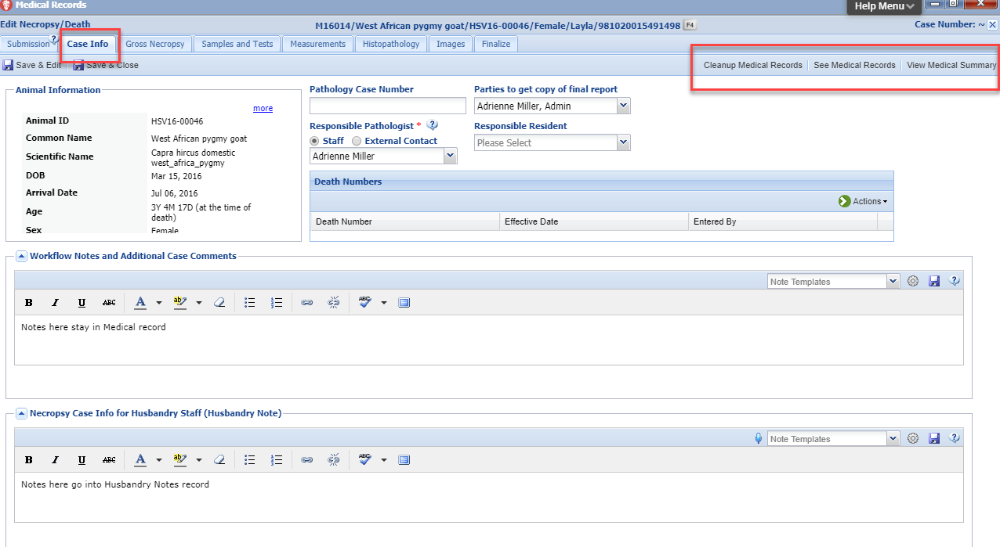 Medical Records
Help Menu
Edit Necropsy/Death
M16014/West African pygmy goat/HSV16-00046/Female/Layla/981020015491498 F4
Case Number: ~
Submission ? Case Info Gross Necropsy Samples and Tests Measurements Histopathology Images Finalize
Save & Edit Save & Close
Cleanup Medical Records See Medical Records View Medical Summary
Animal Information
more
Animal ID HSV16-00046
Common Name West African pygmy goat
Scientific Name Capra hircus domestic
west_africa_pygmy
DOB Mar 15, 2016
Arrival Date Jul 06, 2016
Age 3Y 4M 17D (at the time of
death)
Sex Female
Pathology Case Number
Parties to get copy of final report
Adrienne Miller, Admin
Responsible Pathologist * ?
Staff External Contact
Adrienne Miller
Responsible Resident
Please Select
Death Numbers
Actions
Death Number Effective Date Entered By
Workflow Notes and Additional Case Comments
Note Templates ?
B I U ABC A ab ABC
Notes here stay in Medical record
Necropsy Case Info for Husbandry Staff (Husbandry Note)
Note Templates ?
B I U ABC A ab ABC
Notes here go into Husbandry Notes record